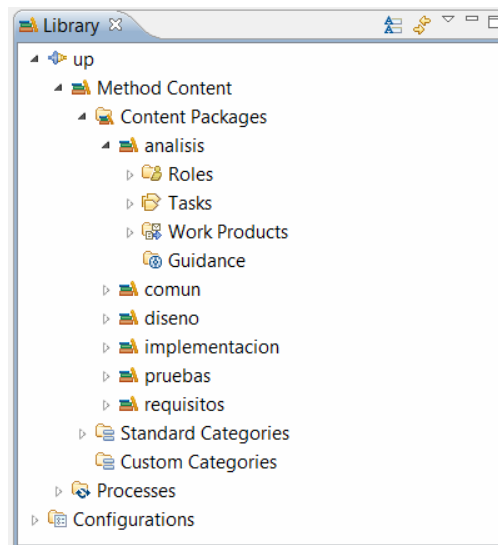 Library
up
Method Content
Content Packages
analisis
Roles
Tasks
Work Products
Guidance
comun
diseno
implementacion
pruebas
requisitos
Standard Categories
Custom Categories
Processes
Configurations